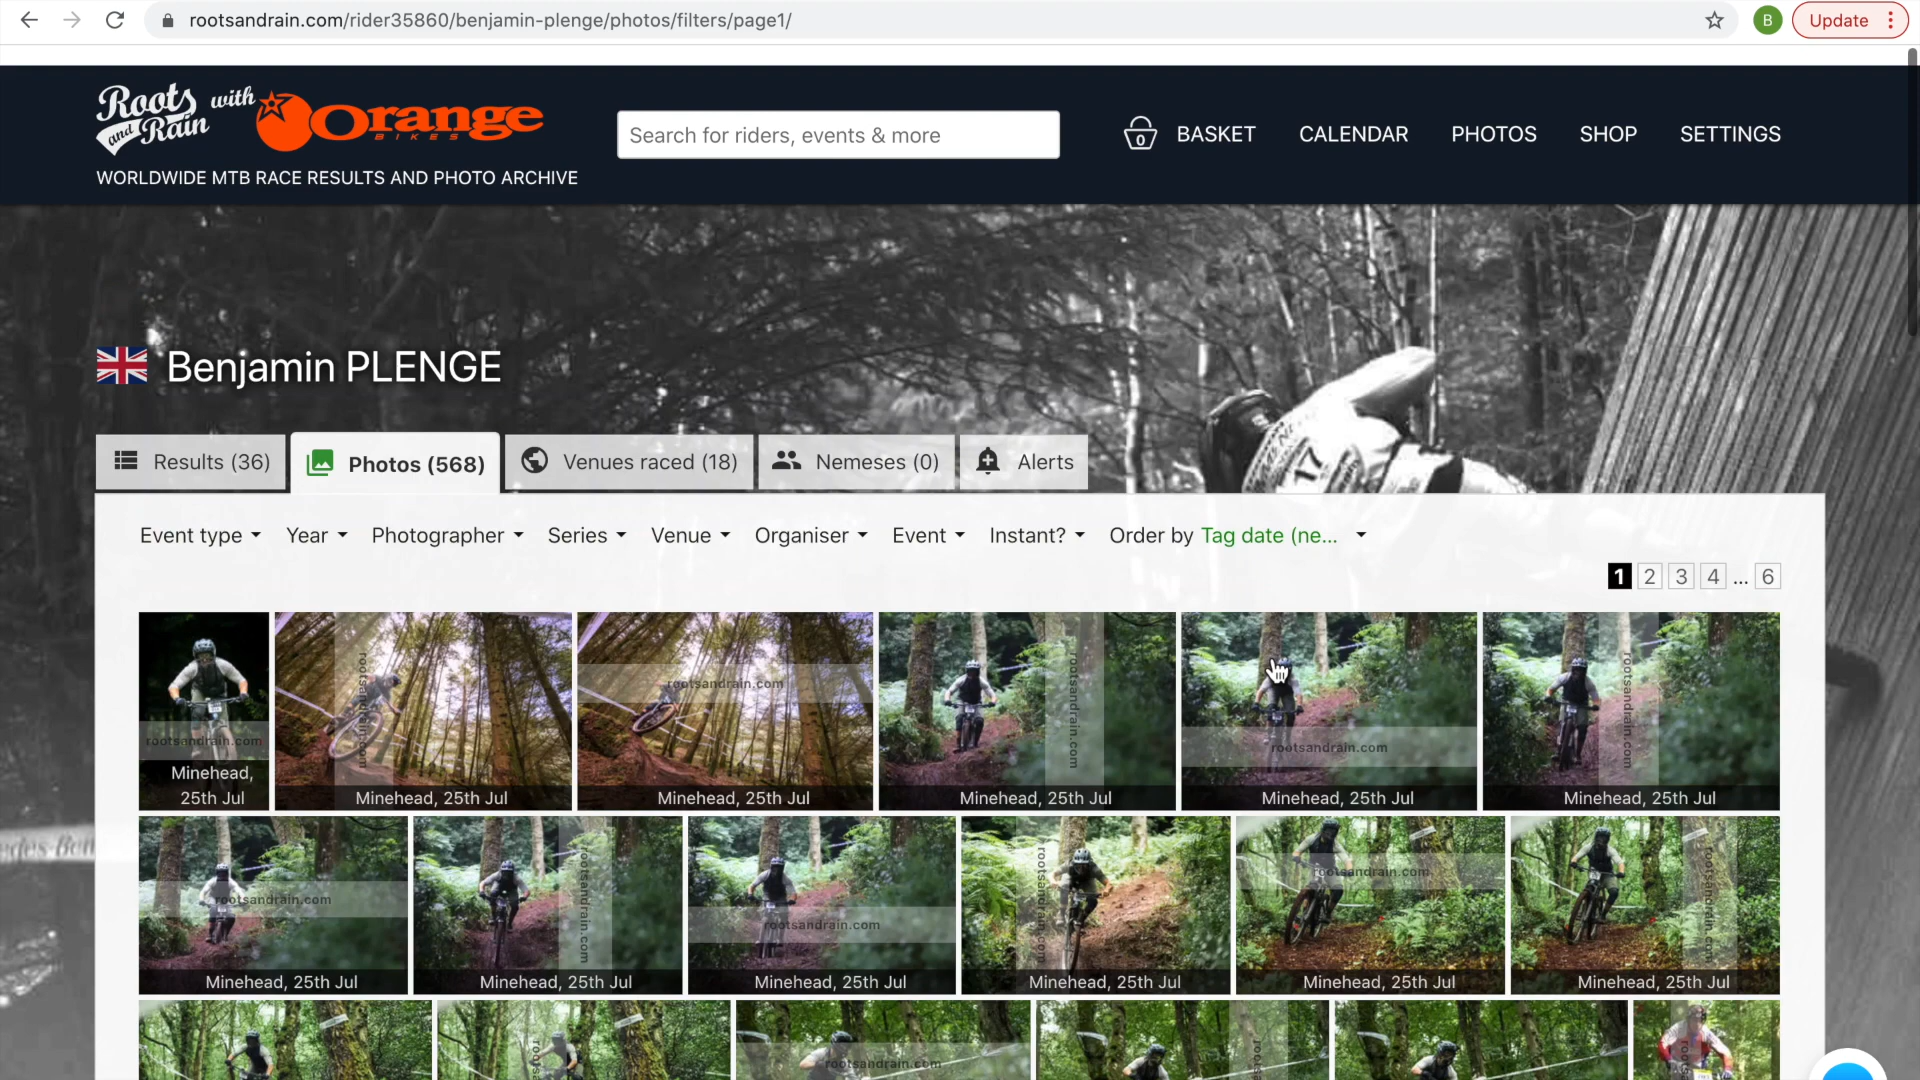 rootsandrain.com/rider35860/benjamin-plenge/photos/filters/page1/
B
Update
Roots and Rain with Orange BIKES
WORLDWIDE MTB RACE RESULTS AND PHOTO ARCHIVE
Search for riders, events & more
0 BASKET CALENDAR PHOTOS SHOP SETTINGS
17
Benjamin PLENGE
Results (36) Photos (568) Venues raced (18) Nemeses (0) Alerts
Event type Year Photographer Series Venue Organiser Event Instant? Order by Tag date (ne...
1 2 3 4 ... 6
rootsandrain.com rootsandrain.com rootsandrain.com rootsandrain.com rootsandrain.com rootsandrain.com
Minehead, 25th Jul Minehead, 25th Jul Minehead, 25th Jul Minehead, 25th Jul Minehead, 25th Jul Minehead, 25th Jul
rootsandrain.com rootsandrain.com rootsandrain.com rootsandrain.com rootsandrain.com rootsandrain.com
Minehead, 25th Jul Minehead, 25th Jul Minehead, 25th Jul Minehead, 25th Jul Minehead, 25th Jul Minehead, 25th Jul
rootsandrain.com